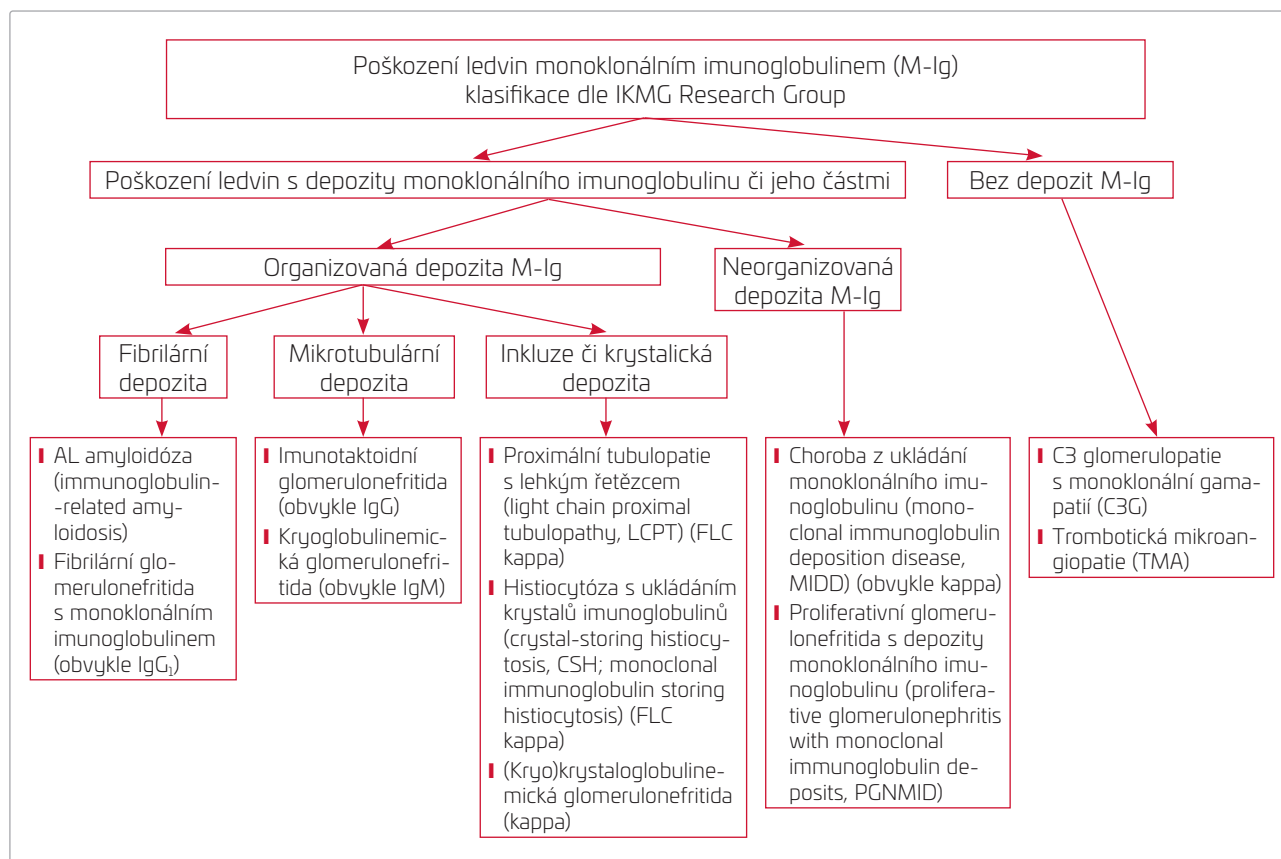 Poškození ledvin monoklonálním imunoglobulinem (M-Ig)
klasifikace dle IKMG Research Group
Poškození ledvin s depozity monoklonálního imunoglobulinu či jeho částmi
Bez depozit M-Ig
Organizovaná depozita M-Ig
Neorganizovaná
depozita M-Ig
Fibrilární
depozita
Mikrotubulární
depozita
Inkluze či krystalická
depozita
AL amyloidóza
(immunoglobulin-
-related amy-
loidosis)
Fibrilární glo-
merulonefritida
s monoklonálním
imunoglobulinem
(obvykle IgG₁)
Imunotaktoidní
glomerulonefritida
(obvykle IgG)
Kryoglobulinemic-
ká glomerulonefri-
tida (obvykle IgM)
Proximální tubulopatie
s lehkým řetězcem
(light chain proximal
tubulopathy, LCPT) (FLC
kappa)
Histiocytóza s ukládáním
krystalů imunoglobulinů
(crystal-storing histiocy-
tosis, CSH; monoclonal
immunoglobulin storing
histiocytosis) (FLC
kappa)
(Kryo)krystaloglobuline-
mická glomerulonefritida
(kappa)
Choroba z ukládání
monoklonálního imu-
noglobulinu (mono-
clonal immunoglobulin
deposition disease,
MIDD) (obvykle kappa)
Proliferativní glomeru-
lonefritida s depozity
monoklonálního imu-
noglobulinu (prolifera-
tive glomerulonephritis
with monoclonal
immunoglobulin de-
posits, PGNMID)
C3 glomerulopatie
s monoklonální gama-
patií (C3G)
Trombotická mikroan-
giopatie (TMA)